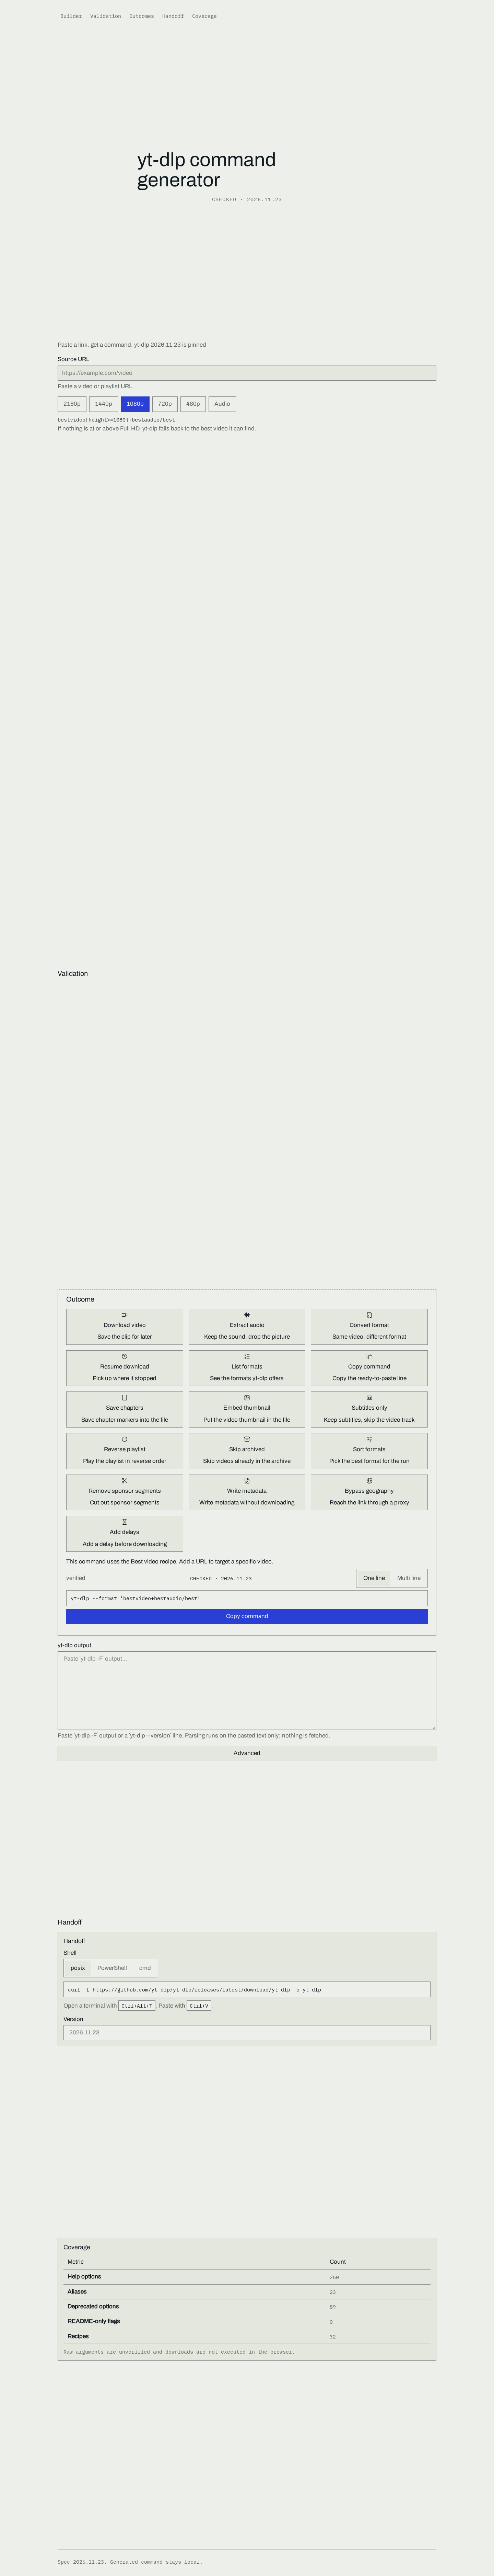 Builder Validation Outcomes Handoff Coverage
yt-dlp command
generator
CHECKED · 2026.11.23
Paste a link, get a command. yt-dlp 2026.11.23 is pinned
Source URL
https://example.com/video
Paste a video or playlist URL.
2160p 1440p 1080p 720p 480p Audio
bestvideo[height>=1080]+bestaudio/best
If nothing is at or above Full HD, yt-dlp falls back to the best video it can find.
Validation
Outcome
Download video
Save the clip for later
Extract audio
Keep the sound, drop the picture
Convert format
Same video, different format
Resume download
Pick up where it stopped
List formats
See the formats yt-dlp offers
Copy command
Copy the ready-to-paste line
Save chapters
Save chapter markers into the file
Embed thumbnail
Put the video thumbnail in the file
Subtitles only
Keep subtitles, skip the video track
Reverse playlist
Play the playlist in reverse order
Skip archived
Skip videos already in the archive
Sort formats
Pick the best format for the run
Remove sponsor segments
Cut out sponsor segments
Write metadata
Write metadata without downloading
Bypass geography
Reach the link through a proxy
Add delays
Add a delay before downloading
This command uses the Best video recipe. Add a URL to target a specific video.
verified CHECKED · 2026.11.23 One line Multi line
yt-dlp --format 'bestvideo+bestaudio/best'
Copy command
yt-dlp output
Paste `yt-dlp -F` output...
Paste `yt-dlp -F` output or a `yt-dlp --version` line. Parsing runs on the pasted text only; nothing is fetched.
Advanced
Handoff
Handoff
Shell
posix PowerShell cmd
curl -L https://github.com/yt-dlp/yt-dlp/releases/latest/download/yt-dlp -o yt-dlp
Open a terminal with Ctrl+Alt+T. Paste with Ctrl+V.
Version
2026.11.23
Coverage
Metric Count
Help options 250
Aliases 23
Deprecated options 89
README-only flags 0
Recipes 32
Raw arguments are unverified and downloads are not executed in the browser.
Spec 2026.11.23. Generated command stays local.